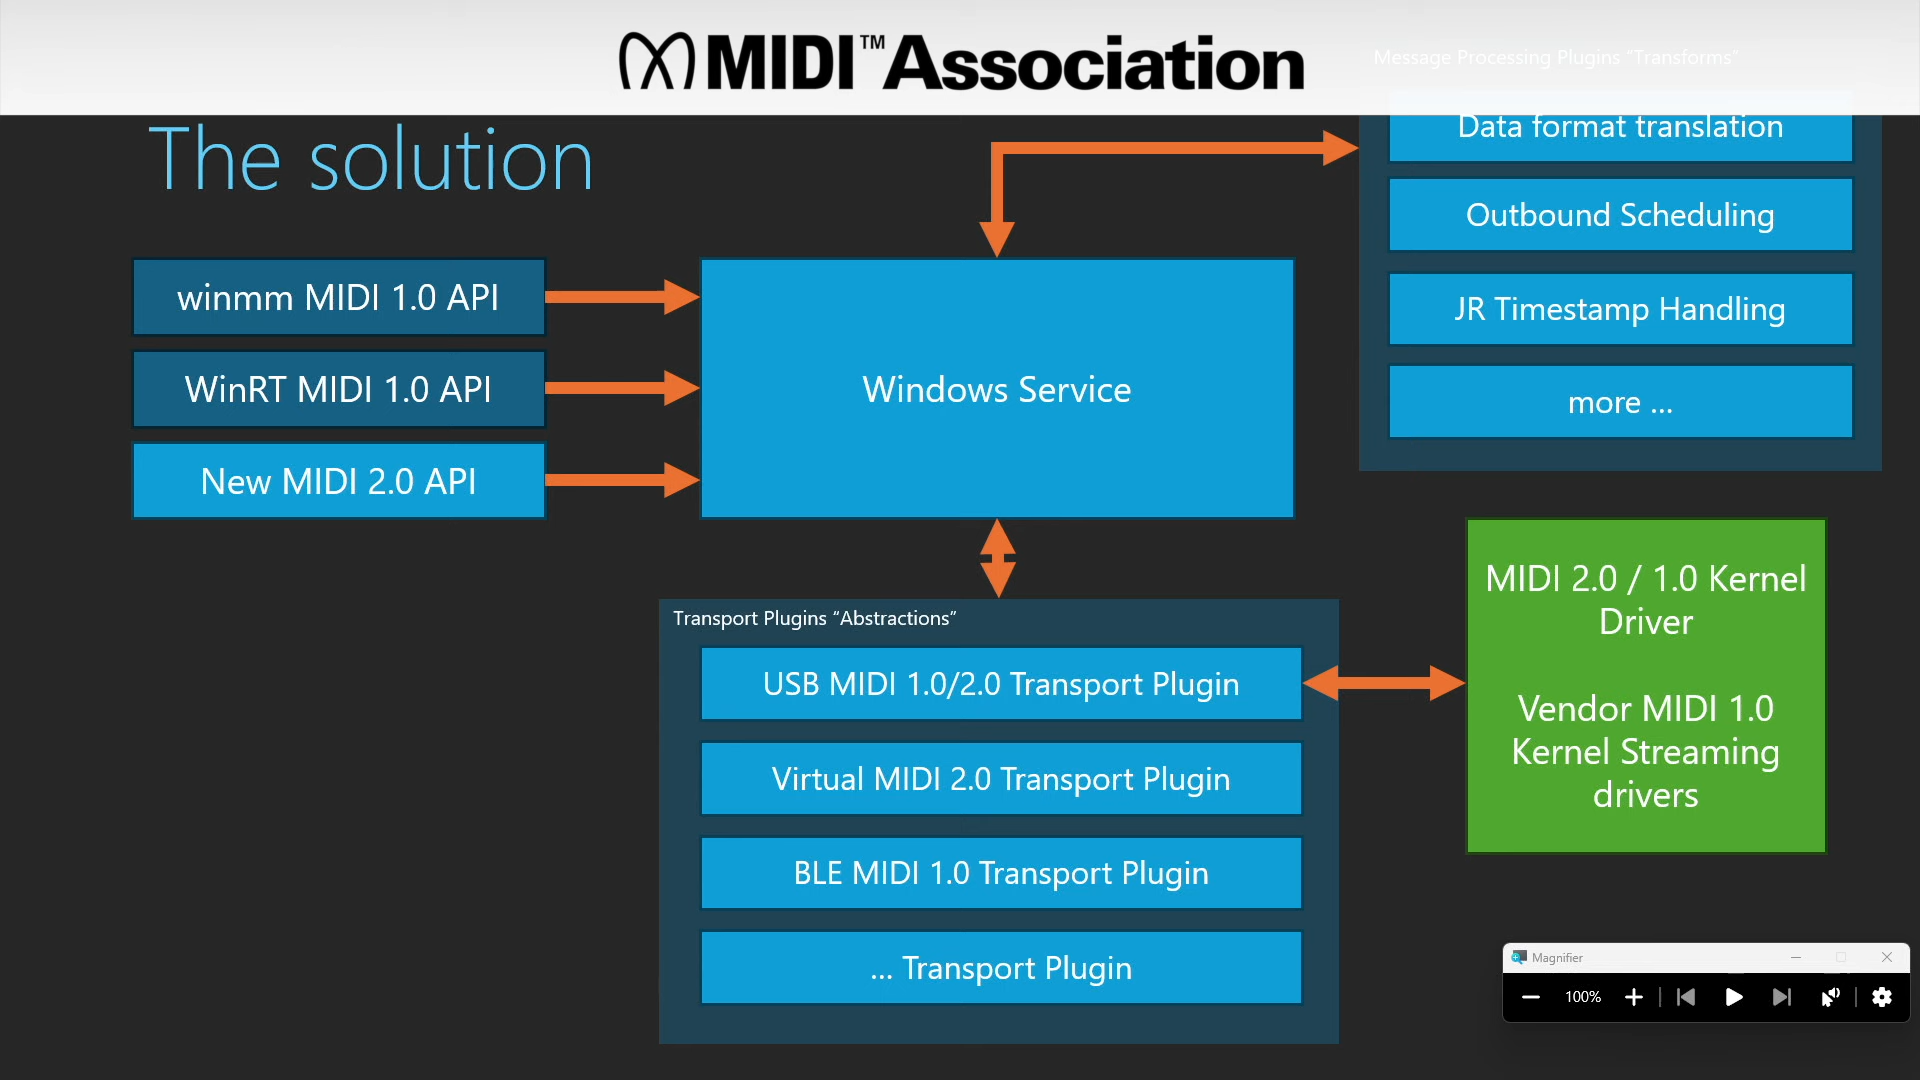 MIDI™Association
Message Processing Plugins “Transforms”
The solution
Data format translation
Outbound Scheduling
JR Timestamp Handling
more ...
winmm MIDI 1.0 API
WinRT MIDI 1.0 API
New MIDI 2.0 API
Windows Service
Transport Plugins “Abstractions”
USB MIDI 1.0/2.0 Transport Plugin
Virtual MIDI 2.0 Transport Plugin
BLE MIDI 1.0 Transport Plugin
... Transport Plugin
MIDI 2.0 / 1.0 Kernel
Driver
Vendor MIDI 1.0
Kernel Streaming
drivers
Magnifier
100%